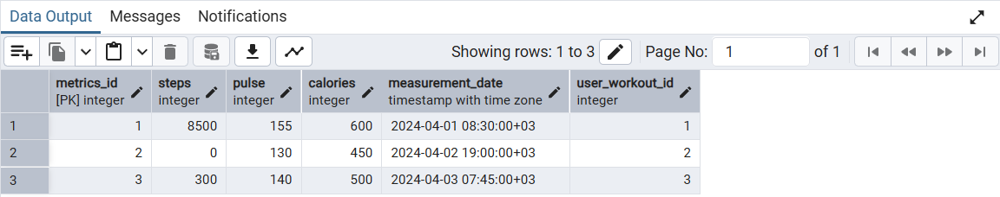 Data Output Messages Notifications
Showing rows: 1 to 3 Page No: 1 of 1
metrics_id steps pulse calories measurement_date user_workout_id
[PK] integer integer integer integer timestamp with time zone integer
1 1 8500 155 600 2024-04-01 08:30:00+03 1
2 2 0 130 450 2024-04-02 19:00:00+03 2
3 3 300 140 500 2024-04-03 07:45:00+03 3